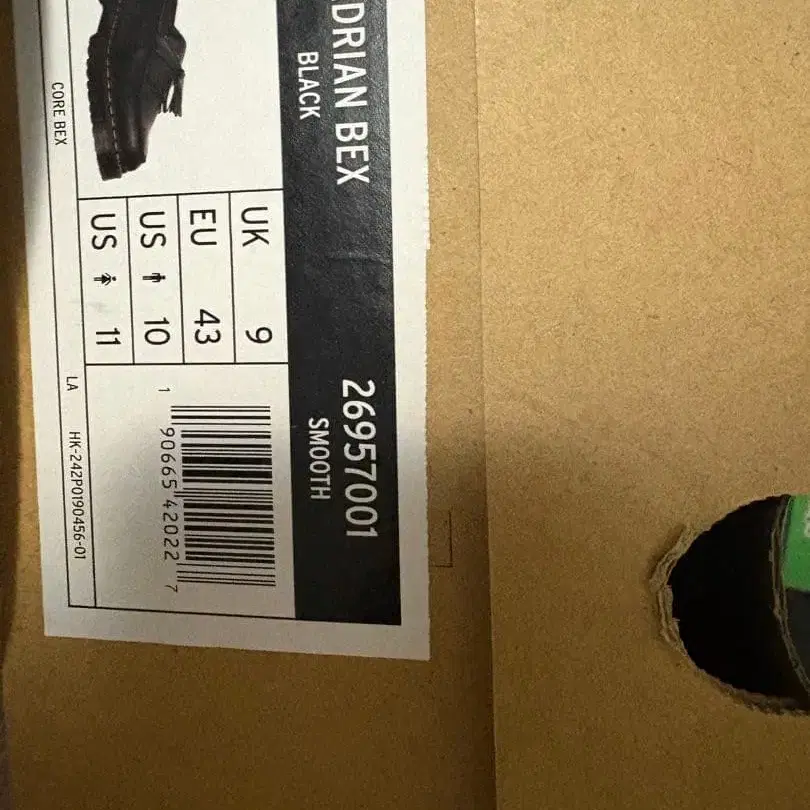 DRIAN BEX
BLACK
26957001
SMOOTH
UK 9
EU 43
US 10
US 11
1 90665 42022 7
CORE BEX
LA
HK-242P0190456-01